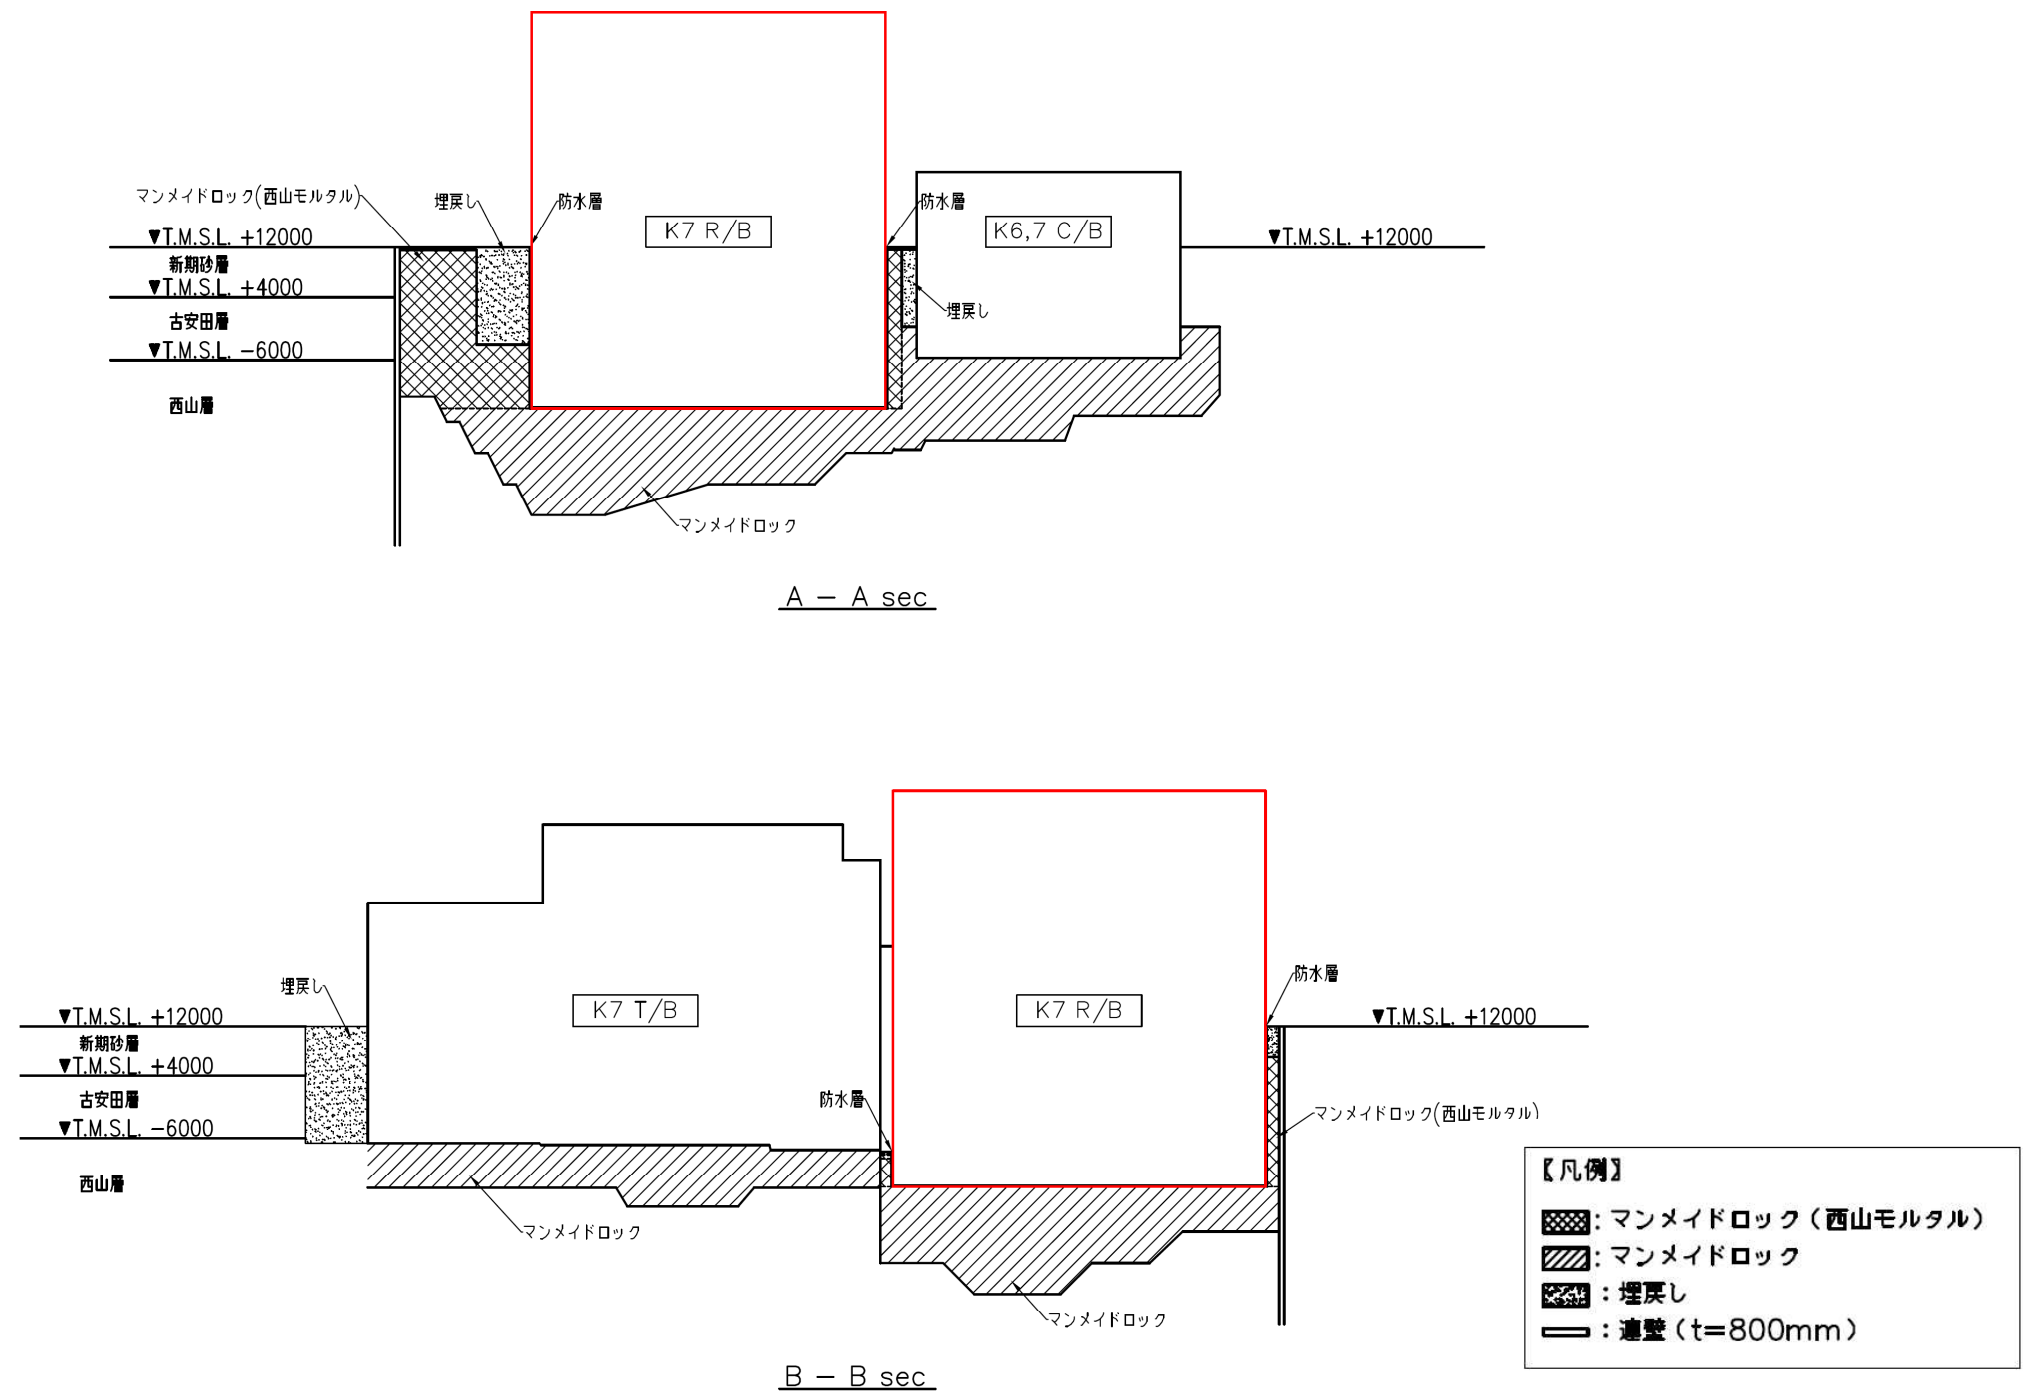 マンメイドロック(西山モルタル)
埋戻し
防水層
K7 R/B
防水層
K6,7 C/B
▼T.M.S.L. +12000
▼T.M.S.L. +12000
新期砂層
▼T.M.S.L. +4000
埋戻し
古安田層
▼T.M.S.L. −6000
西山層
マンメイドロック
A − A sec
埋戻し
防水層
K7 T/B
K7 R/B
▼T.M.S.L. +12000
▼T.M.S.L. +12000
新期砂層
▼T.M.S.L. +4000
古安田層
防水層
マンメイドロック(西山モルタル)
▼T.M.S.L. −6000
西山層
マンメイドロック
マンメイドロック
B − B sec
【凡例】
：マンメイドロック（西山モルタル）
：マンメイドロック
：埋戻し
：連壁（t=800mm）